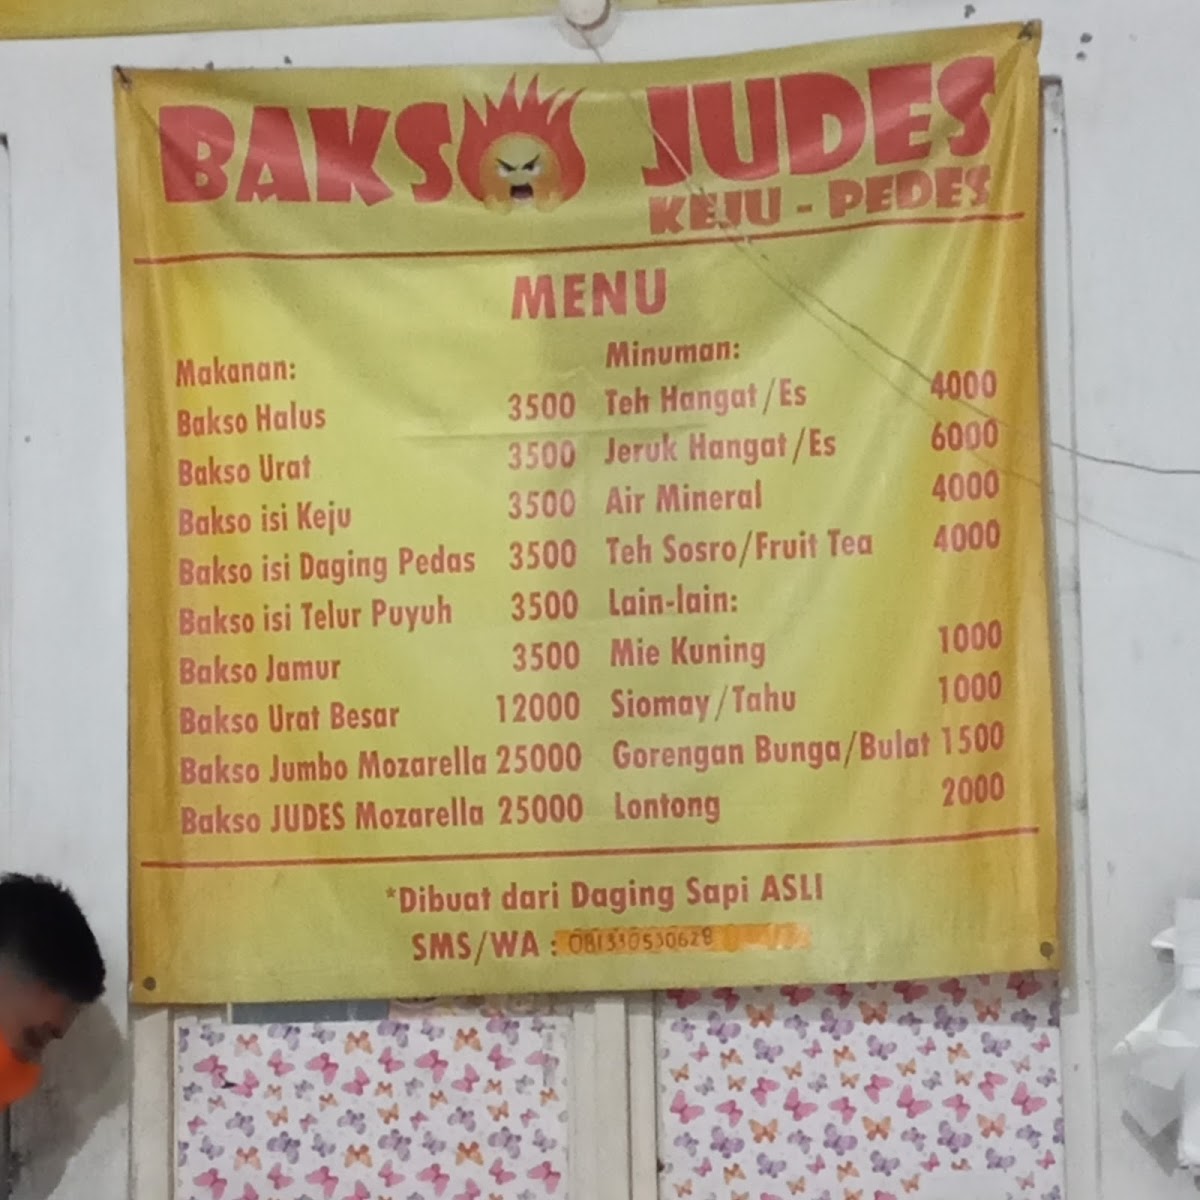 BAKSO JUDES
KEJU - PEDES
MENU
Makanan:
Bakso Halus 3500
Bakso Urat 3500
Bakso isi Keju 3500
Bakso isi Daging Pedas 3500
Bakso isi Telur Puyuh 3500
Bakso Jamur 3500
Bakso Urat Besar 12000
Bakso Jumbo Mozarella 25000
Bakso JUDES Mozarella 25000
Minuman:
Teh Hangat/Es 4000
Jeruk Hangat/Es 6000
Air Mineral 4000
Teh Sosro/Fruit Tea 4000
Lain-lain:
Mie Kuning 1000
Siomay/Tahu 1000
Gorengan Bunga/Bulat 1500
Lontong 2000
*Dibuat dari Daging Sapi ASLI
SMS/WA : 081330530628